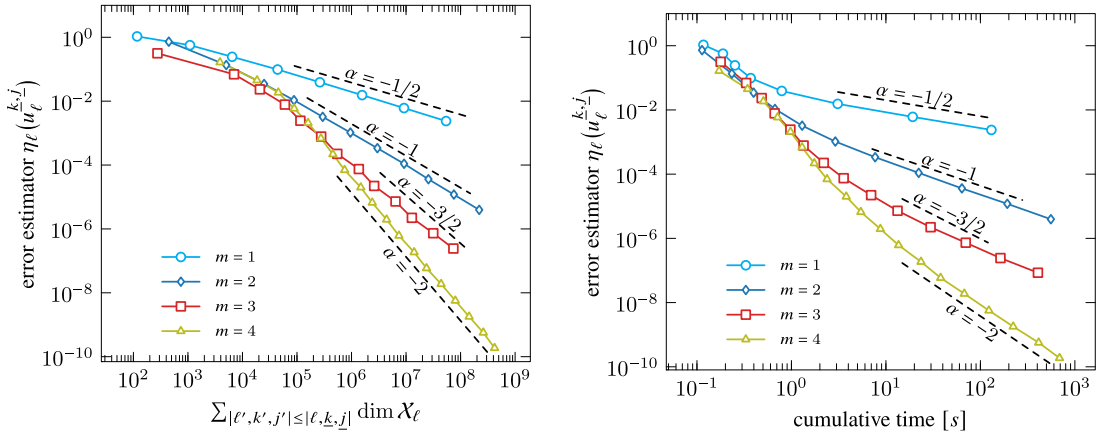 error estimator η_ℓ(u_ℓ^{k̲,j̲})
10^0
10^−2
10^−4
10^−6
10^−8
10^−10
α = −1/2
α = −1
α = −3/2
α = −2
m = 1
m = 2
m = 3
m = 4
10^2 10^3 10^4 10^5 10^6 10^7 10^8 10^9
∑_{|ℓ′,k′,j′|≤|ℓ,k̲,j̲|} dim X_ℓ
error estimator η_ℓ(u_ℓ^{k̲,j̲})
10^0
10^−2
10^−4
10^−6
10^−8
10^−10
α = −1/2
α = −1
α = −3/2
α = −2
m = 1
m = 2
m = 3
m = 4
10^−1 10^0 10^1 10^2 10^3
cumulative time [s]